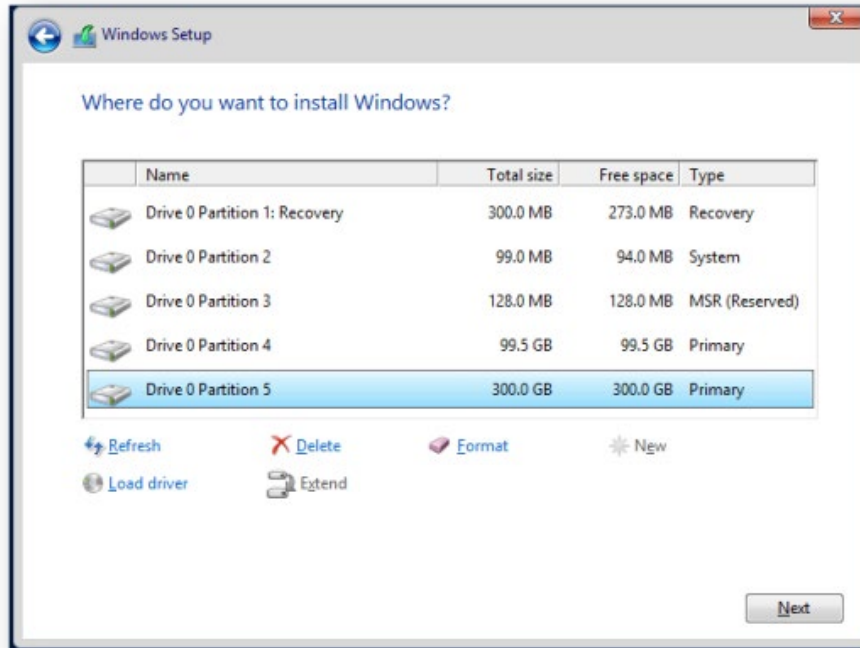 Windows Setup
Where do you want to install Windows?
Name Total size Free space Type
Drive 0 Partition 1: Recovery 300.0 MB 273.0 MB Recovery
Drive 0 Partition 2 99.0 MB 94.0 MB System
Drive 0 Partition 3 128.0 MB 128.0 MB MSR (Reserved)
Drive 0 Partition 4 99.5 GB 99.5 GB Primary
Drive 0 Partition 5 300.0 GB 300.0 GB Primary
Refresh Delete Format New
Load driver Extend
Next